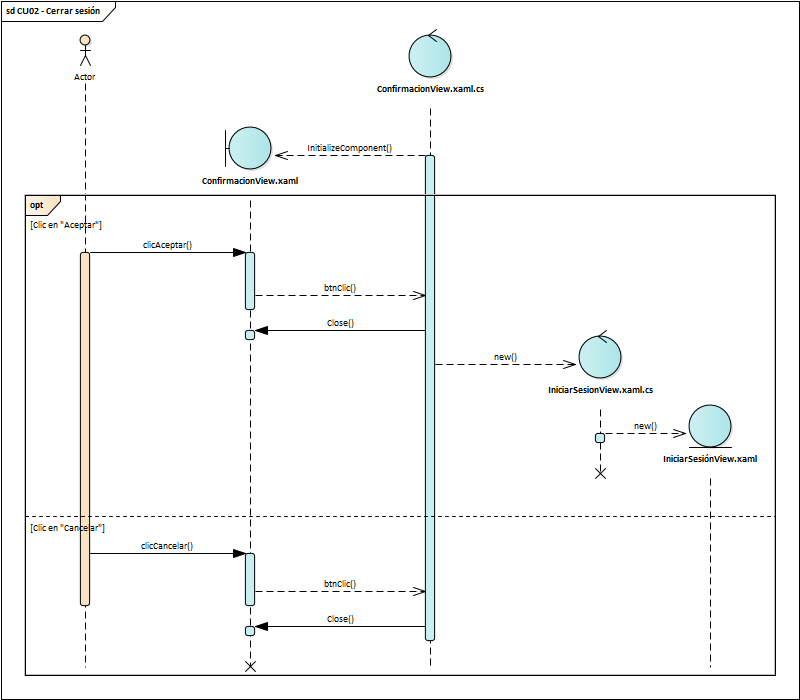 sd CU02 - Cerrar sesión
Actor
ConfirmacionView.xaml.cs
InitializeComponent()
ConfirmacionView.xaml
opt
[Clic en "Aceptar"]
clicAceptar()
btnClic()
Close()
new()
IniciarSesionView.xaml.cs
new()
IniciarSesiónView.xaml
[Clic en "Cancelar"]
clicCancelar()
btnClic()
Close()